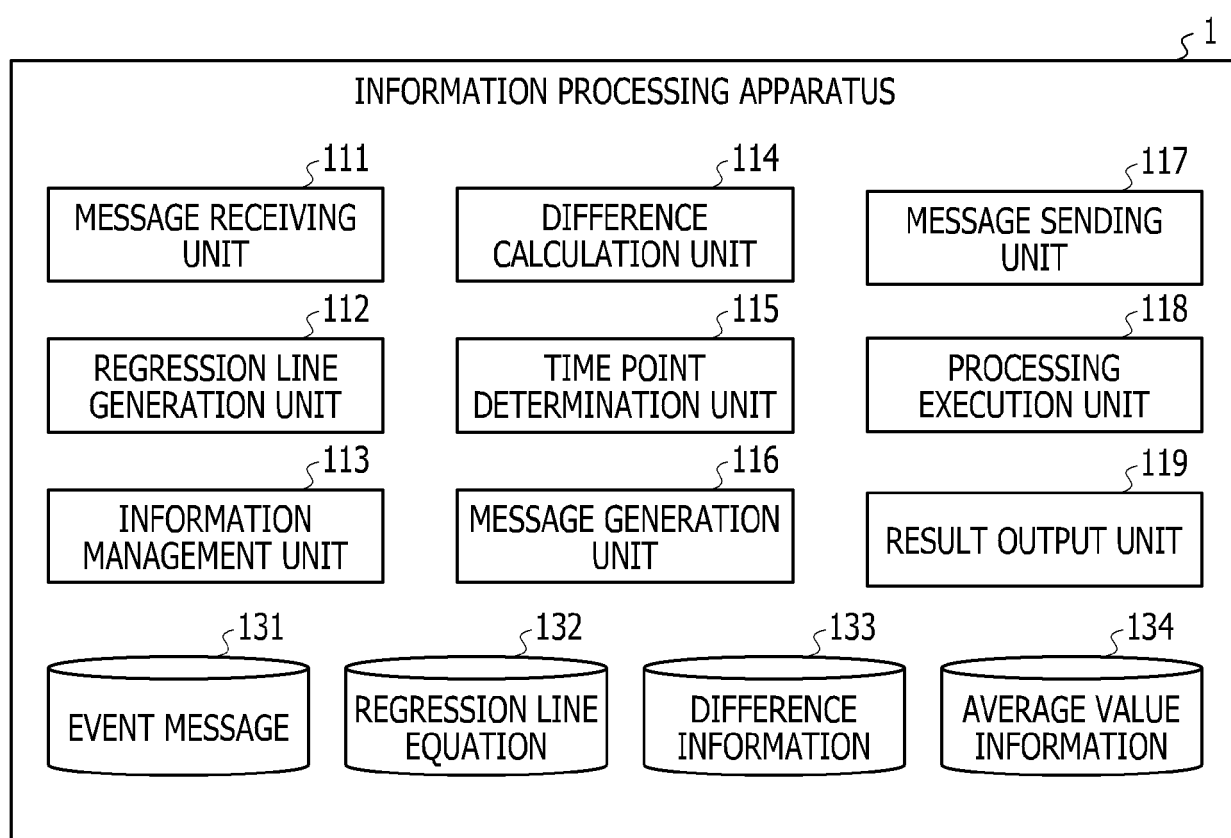 1
INFORMATION PROCESSING APPARATUS
111
MESSAGE RECEIVING
UNIT
114
DIFFERENCE
CALCULATION UNIT
117
MESSAGE SENDING
UNIT
112
REGRESSION LINE
GENERATION UNIT
115
TIME POINT
DETERMINATION UNIT
118
PROCESSING
EXECUTION UNIT
113
INFORMATION
MANAGEMENT UNIT
116
MESSAGE GENERATION
UNIT
119
RESULT OUTPUT UNIT
131
EVENT MESSAGE
132
REGRESSION LINE
EQUATION
133
DIFFERENCE
INFORMATION
134
AVERAGE VALUE
INFORMATION